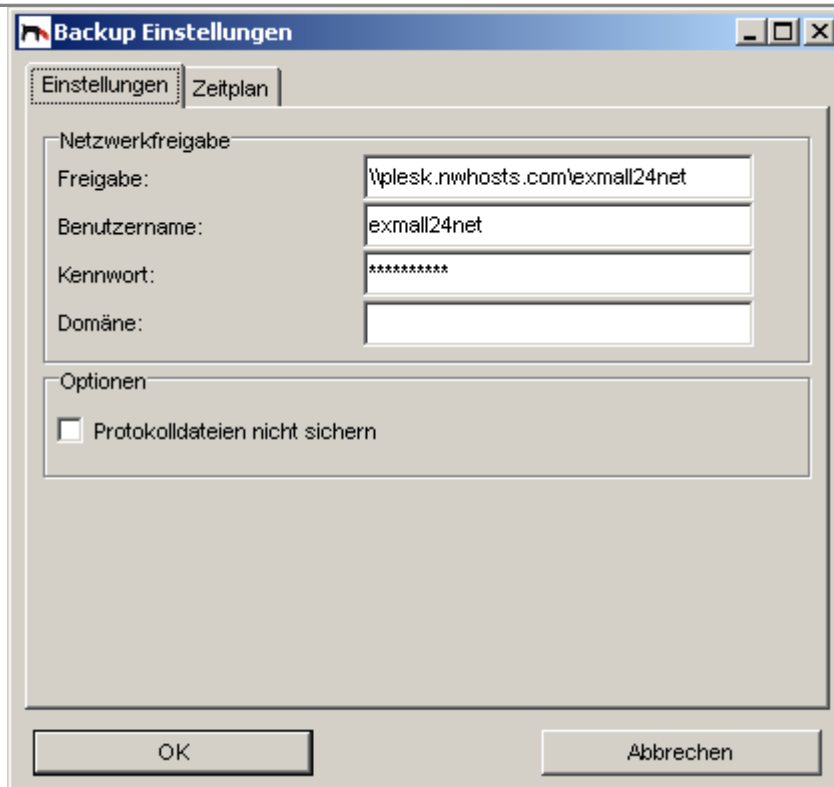 Backup Einstellungen
Einstellungen Zeitplan
Netzwerkfreigabe
Freigabe: \\plesk.nwhosts.com\exmall24net
Benutzername: exmall24net
Kennwort: **********
Domäne:
Optionen
Protokolldateien nicht sichern
OK Abbrechen